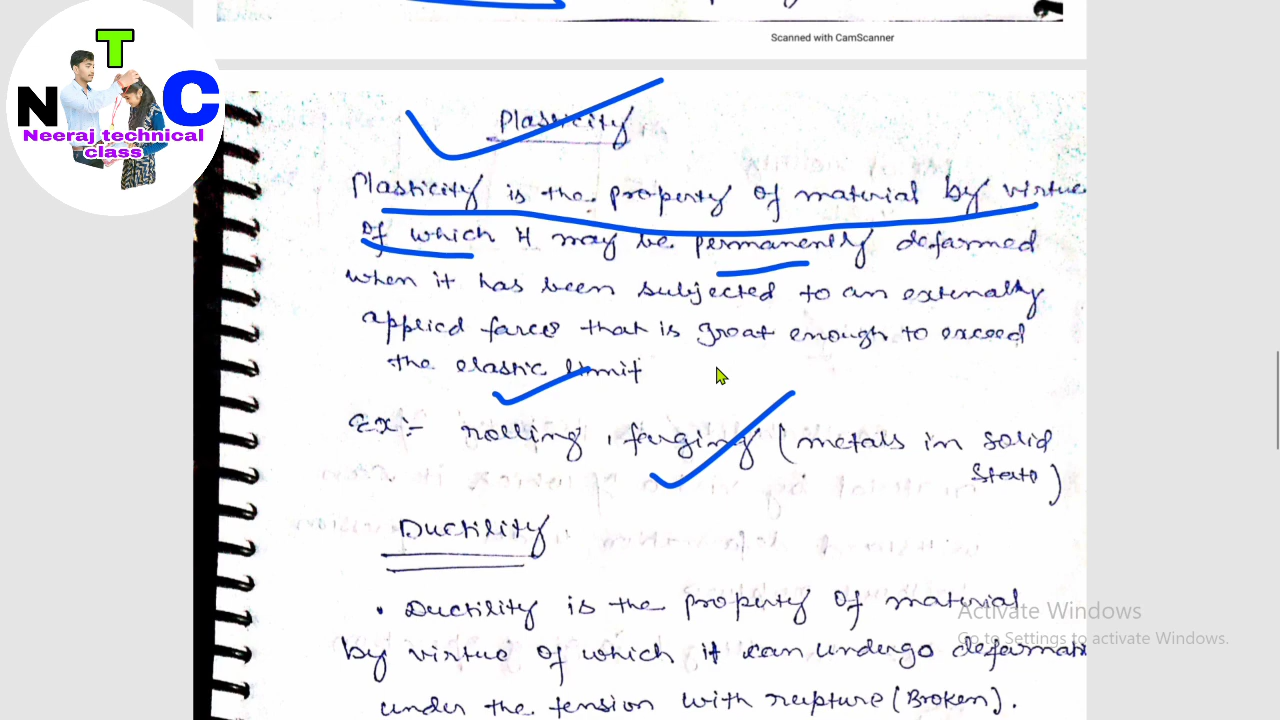 Scanned with CamScanner
N T C
Neeraj technical
class
Plasticity
Plasticity is the property of material by virtue
of which it may be permanently deformed
when it has been subjected to an externally
applied force that is great enough to exceed
the elastic limit
Ex:- rolling, forging (metals in solid
state)
Ductility
• Ductility is the property of material
by virtue of which it can undergo deformati
under the tension with rupture (Broken).
Activate Windows
Go to Settings to activate Windows.